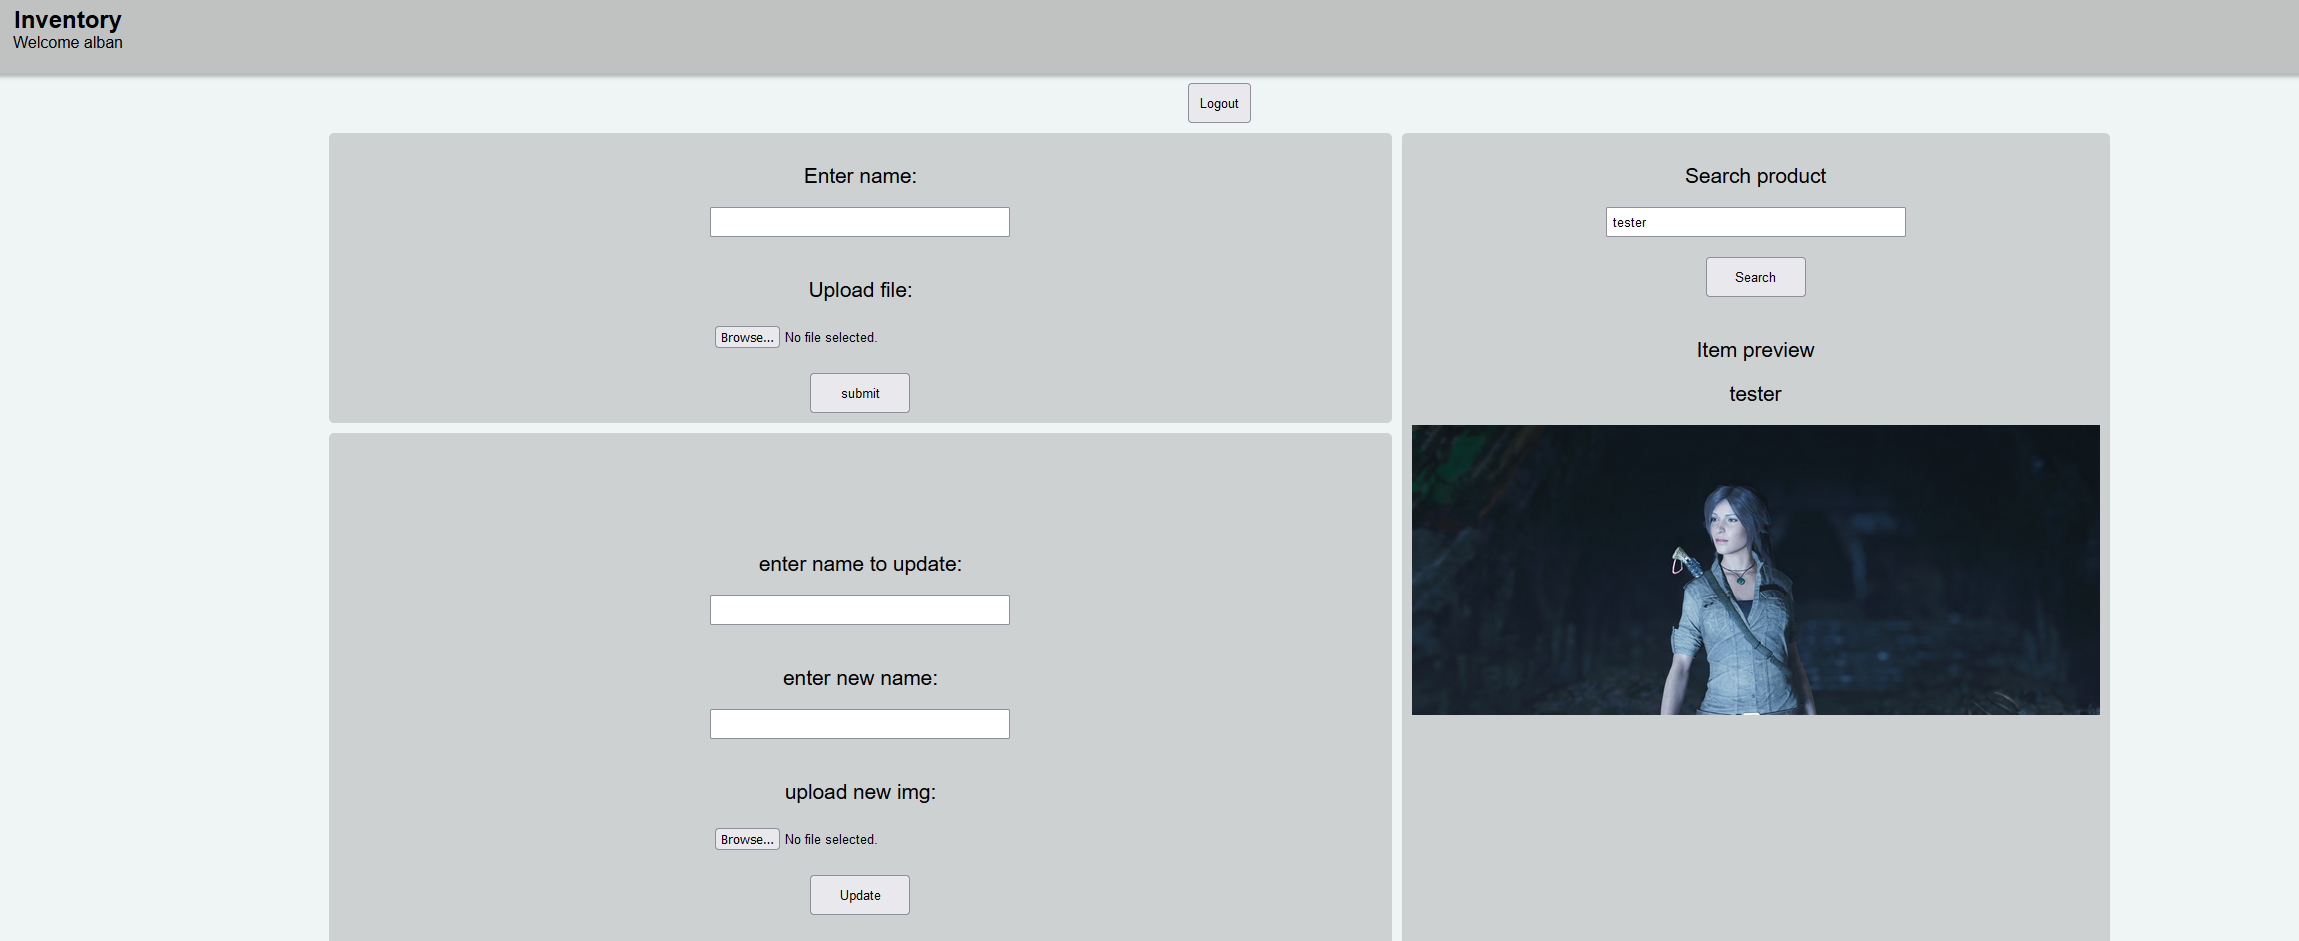 Inventory
Welcome alban
Logout
Enter name:
Upload file:
Browse... No file selected.
submit
enter name to update:
enter new name:
upload new img:
Browse... No file selected.
Update
Search product
tester
Search
Item preview
tester